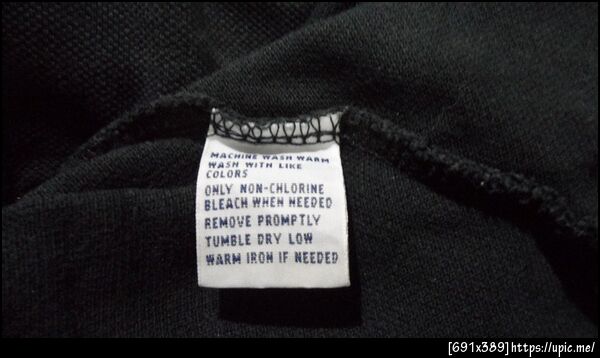 MACHINE WASH WARM
WASH WITH LIKE
COLORS
ONLY NON-CHLORINE
BLEACH WHEN NEEDED
REMOVE PROMPTLY
TUMBLE DRY LOW
WARM IRON IF NEEDED
[691x389]https://upic.me/